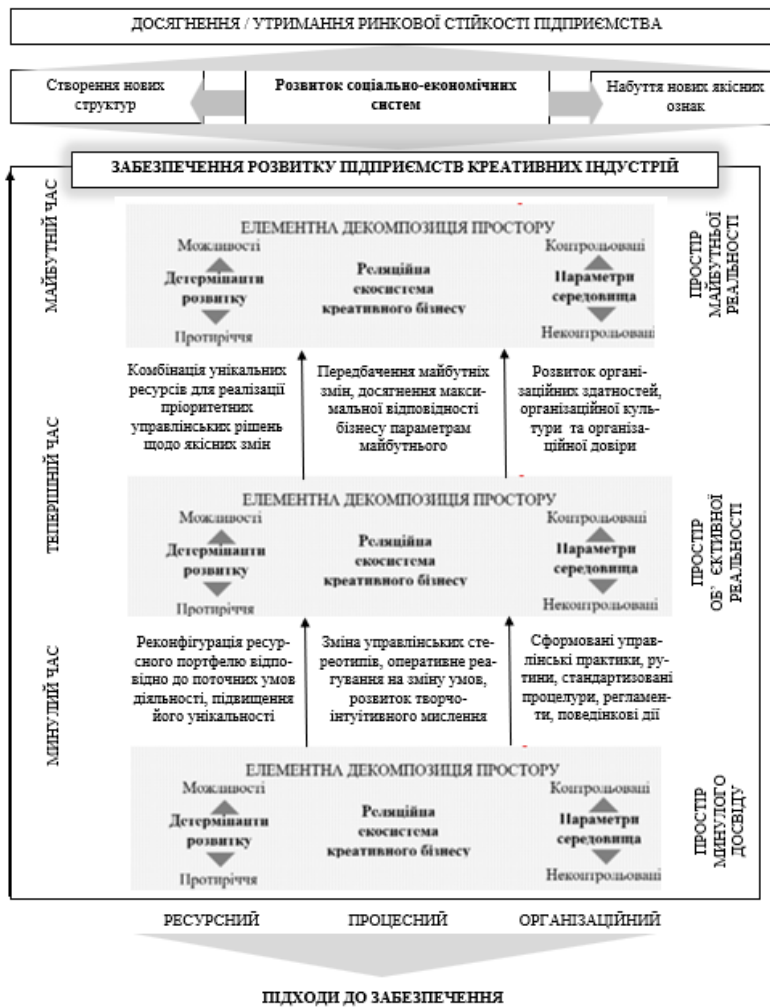 ДОСЯГНЕННЯ / УТРИМАННЯ РИНКОВОЇ СТІЙКОСТІ ПІДПРИЄМСТВА
Створення нових
структур
Розвиток соціально-економічних
систем
Набуття нових якісних
ознак
ЗАБЕЗПЕЧЕННЯ РОЗВИТКУ ПІДПРИЄМСТВ КРЕАТИВНИХ ІНДУСТРІЙ
МАЙБУТНІЙ ЧАС
ЕЛЕМЕНТНА ДЕКОМПОЗИЦІЯ ПРОСТОРУ
Можливості
Детермінанти
розвитку
Протиріччя
Реляційна
екосистема
креативного бізнесу
Контрольовані
Параметри
середовища
Неконтрольовані
ПРОСТІР
МАЙБУТНЬОЇ
РЕАЛЬНОСТІ
Комбінація унікальних
ресурсів для реалізації
пріоритетних
управлінських рішень
щодо якісних змін
Передбачення майбутніх
змін, досягнення макси-
мальної відповідності
бізнесу параметрам
майбутнього
Розвиток органі-
заційних здатностей,
організаційної куль-
тури та організа-
ційної довіри
ТЕПЕРІШНІЙ ЧАС
ЕЛЕМЕНТНА ДЕКОМПОЗИЦІЯ ПРОСТОРУ
Можливості
Детермінанти
розвитку
Протиріччя
Реляційна
екосистема
креативного бізнесу
Контрольовані
Параметри
середовища
Неконтрольовані
ПРОСТІР
ОБ’ ЄКТИВНОЇ
РЕАЛЬНОСТІ
Реконфігурація ресур-
сного портфелю відпо-
відно до поточних умов
діяльності, підвищення
його унікальності
Зміна управлінських сте-
реотипів, оперативне реа-
гування на зміну умов,
розвиток творчо-
інтуїтивного мислення
Сформовані управ-
лінські практики, ру-
тини, стандартизовані
процедури, регламен-
ти, поведінкові дії
МИНУЛИЙ ЧАС
ЕЛЕМЕНТНА ДЕКОМПОЗИЦІЯ ПРОСТОРУ
Можливості
Детермінанти
розвитку
Протиріччя
Реляційна
екосистема
креативного бізнесу
Контрольовані
Параметри
середовища
Неконтрольовані
ПРОСТІР
МИНУЛОГО
ДОСВІДУ
РЕСУРСНИЙ
ПРОЦЕСНИЙ
ОРГАНІЗАЦІЙНИЙ
ПІДХОДИ ДО ЗАБЕЗПЕЧЕННЯ